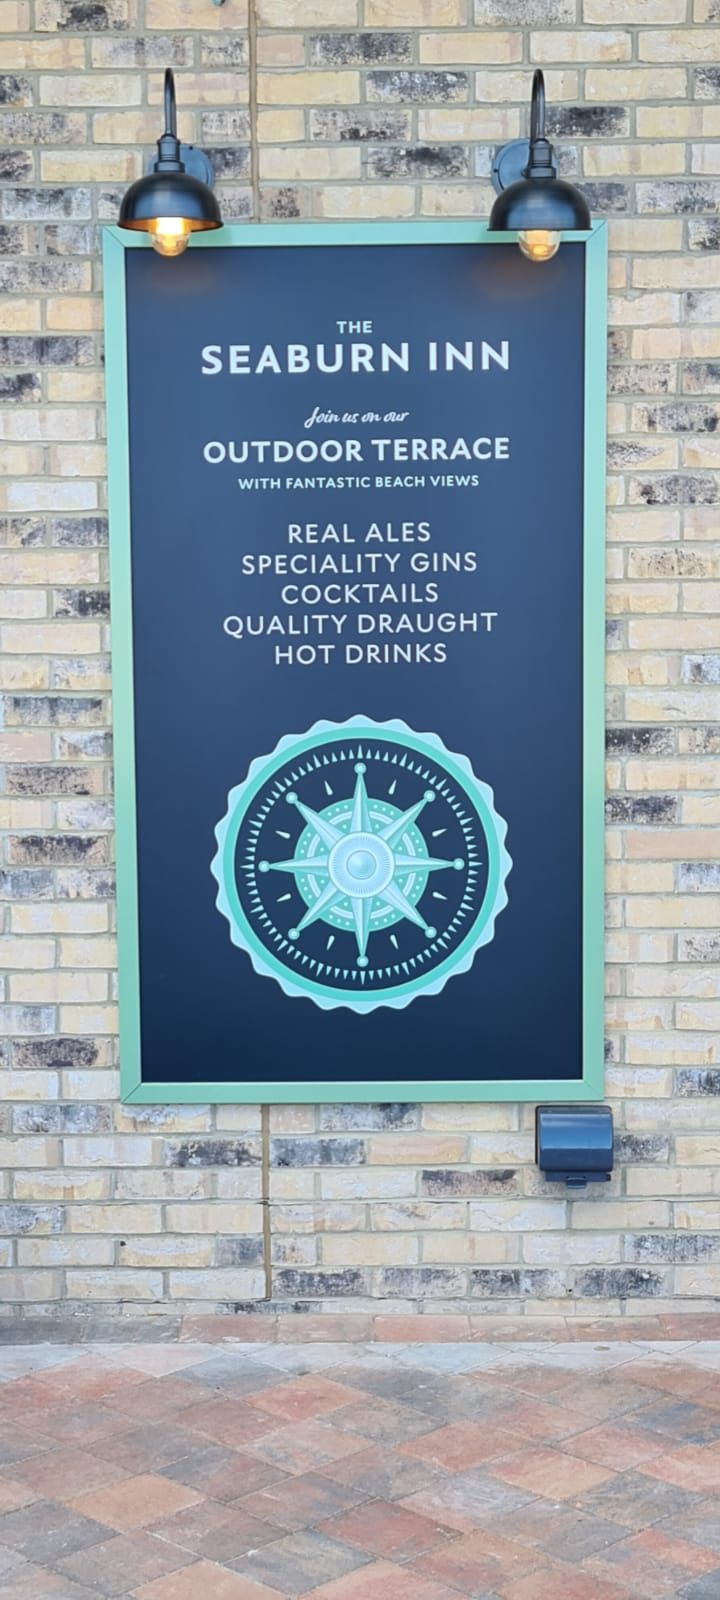 THE
SEABURN INN
Join us on our
OUTDOOR TERRACE
WITH FANTASTIC BEACH VIEWS
REAL ALES
SPECIALITY GINS
COCKTAILS
QUALITY DRAUGHT
HOT DRINKS